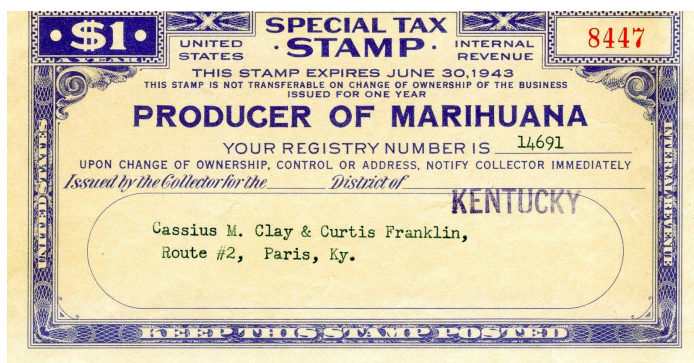 · $1 ·
A YEAR
SPECIAL TAX
UNITED STATES
· STAMP ·
INTERNAL REVENUE
8447
THIS STAMP EXPIRES JUNE 30, 1943
THIS STAMP IS NOT TRANSFERABLE ON CHANGE OF OWNERSHIP OF THE BUSINESS
ISSUED FOR ONE YEAR
PRODUCER OF MARIHUANA
YOUR REGISTRY NUMBER IS 14691
UPON CHANGE OF OWNERSHIP, CONTROL OR ADDRESS, NOTIFY COLLECTOR IMMEDIATELY
Issued by the Collector for the District of
KENTUCKY
Cassius M. Clay & Curtis Franklin,
Route #2, Paris, Ky.
UNITED STATES
INTERNAL REVENUE
KEEP THIS STAMP POSTED